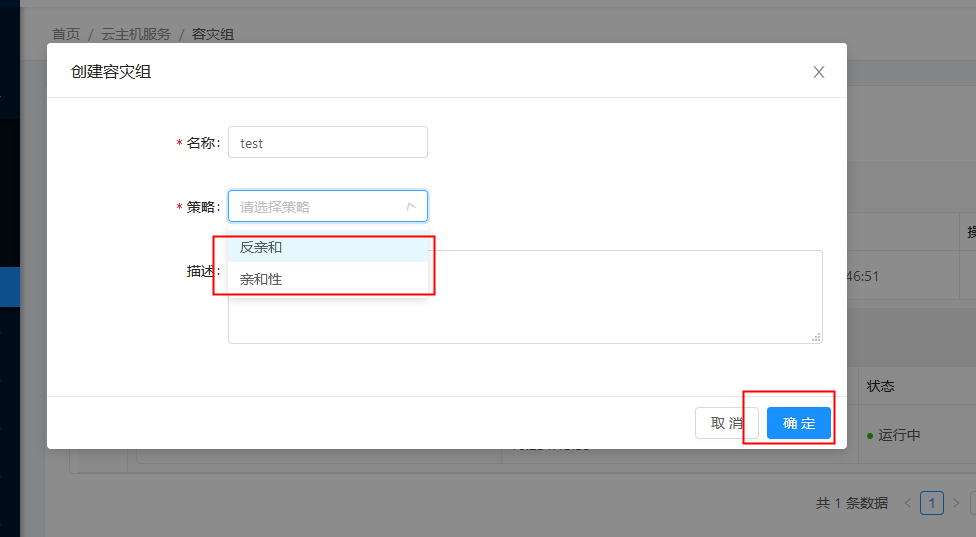 首页 / 云主机服务 / 容灾组
创建容灾组
* 名称: test
* 策略: 请选择策略
反亲和
描述:
亲和性
46:51
状态
取 消 确 定
运行中
共 1 条数据 < 1 >